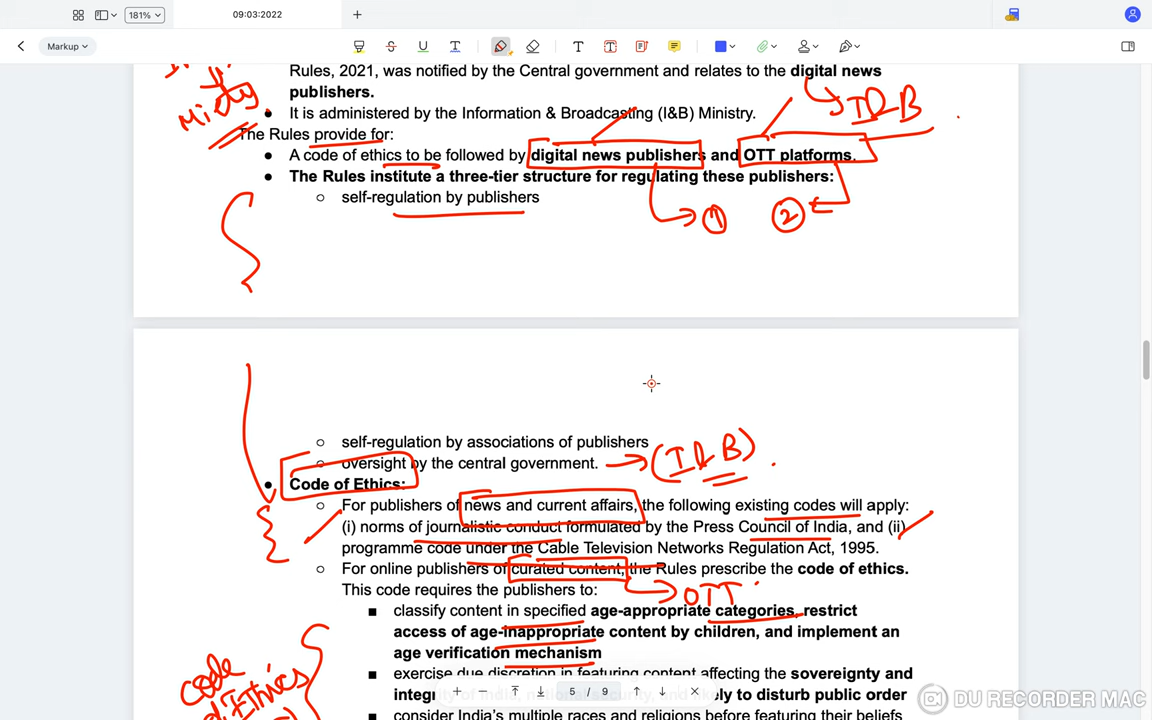 181%
09:03:2022
Markup
Rules, 2021, was notified by the Central government and relates to the digital news
publishers.
Misty
● It is administered by the Information & Broadcasting (I&B) Ministry.
I & B
The Rules provide for:
● A code of ethics to be followed by digital news publishers and OTT platforms.
● The Rules institute a three-tier structure for regulating these publishers:
○ self-regulation by publishers
① ②
○ self-regulation by associations of publishers
○ oversight by the central government. → (I & B).
● Code of Ethics:
○ For publishers of news and current affairs, the following existing codes will apply:
(i) norms of journalistic conduct formulated by the Press Council of India, and (ii)
programme code under the Cable Television Networks Regulation Act, 1995.
○ For online publishers of curated content, the Rules prescribe the code of ethics.
This code requires the publishers to:
OTT
■ classify content in specified age-appropriate categories, restrict
access of age-inappropriate content by children, and implement an
age verification mechanism
■ exercise due discretion in featuring content affecting the sovereignty and
code
of Ethics
5 / 9
■ consider India's multiple races and religions before featuring their beliefs
DU RECORDER MAC